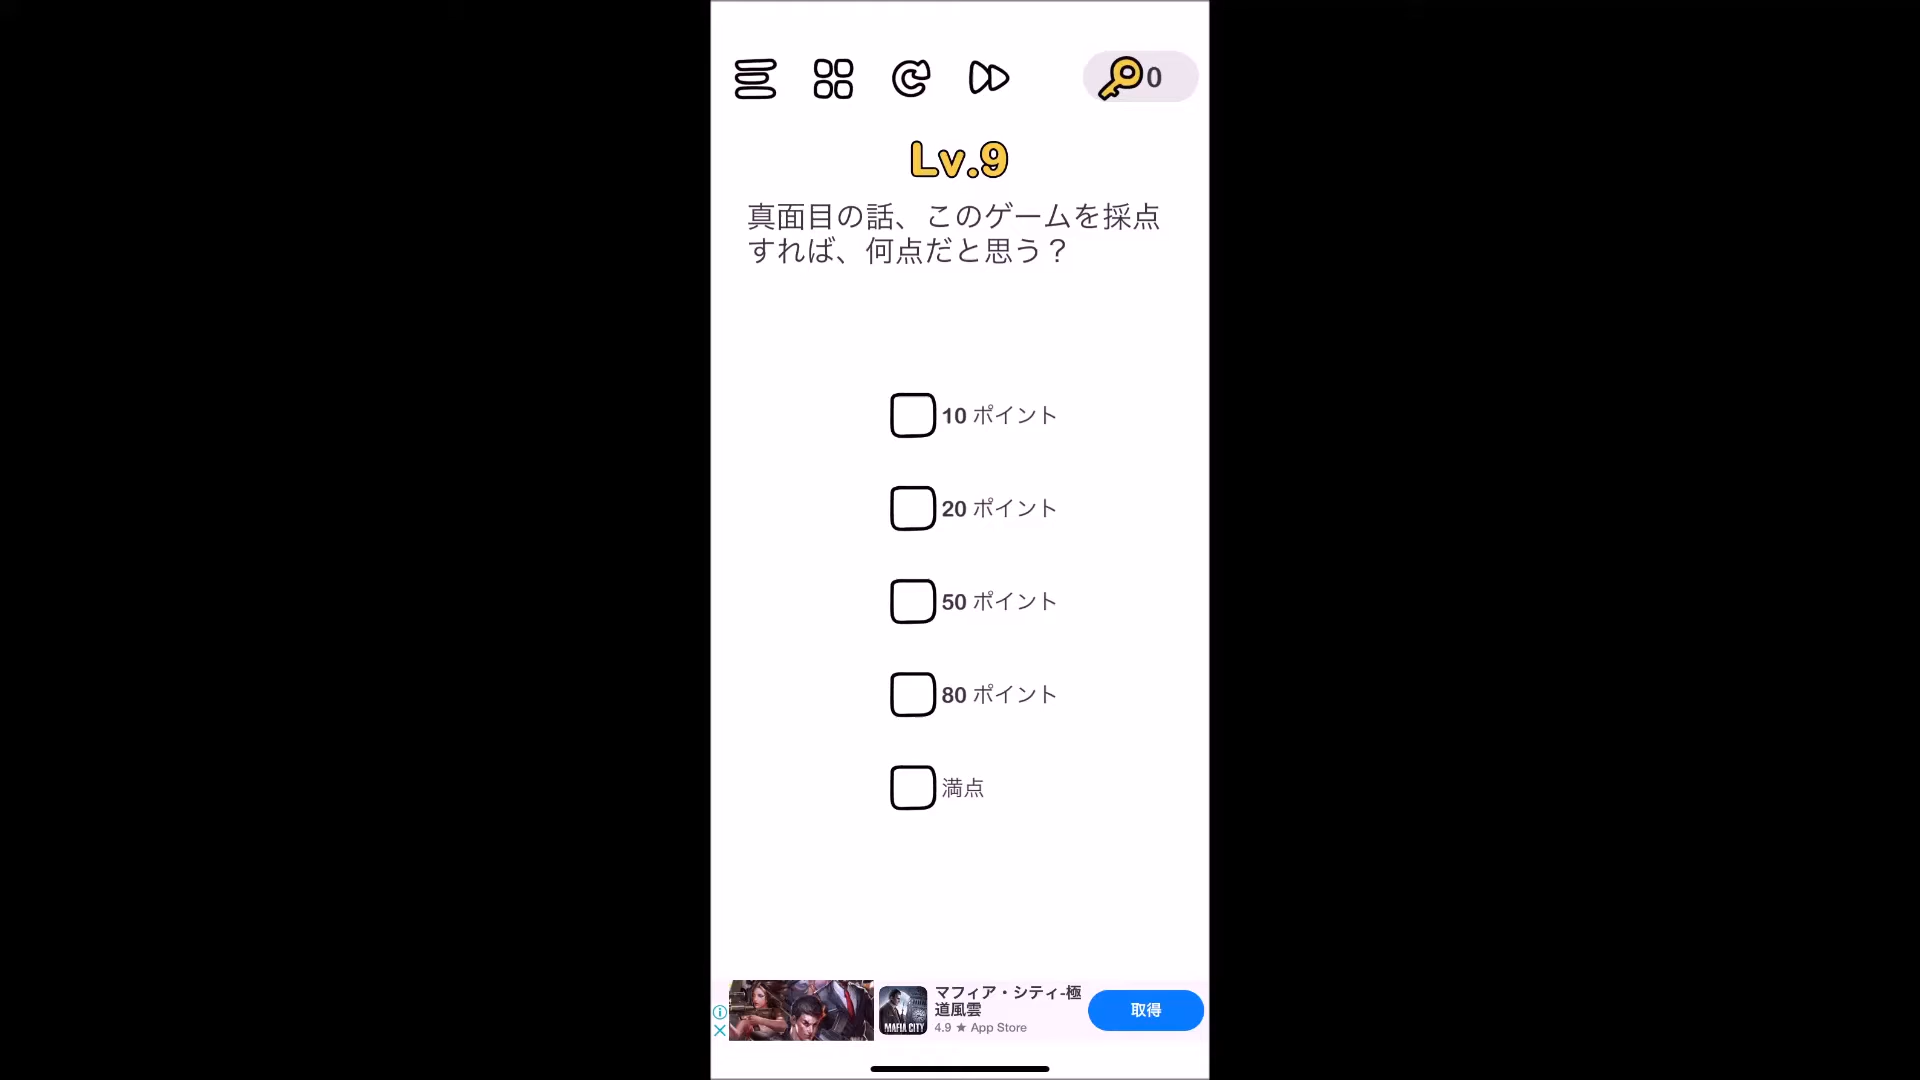 0
Lv.9
真面目の話、このゲームを採点
すれば、何点だと思う？
10 ポイント
20 ポイント
50 ポイント
80 ポイント
満点
マフィア・シティ-極
道風雲
4.9 ★ App Store
MAFIA CITY
取得